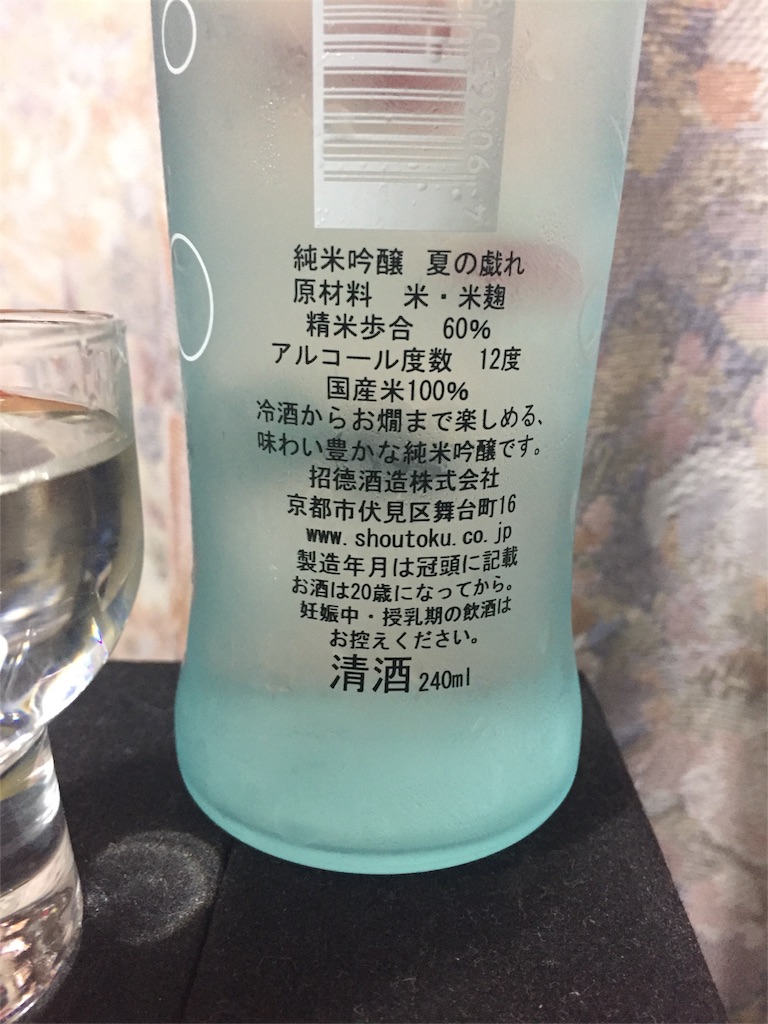 純米吟醸 夏の戯れ
原材料 米・米麹
精米歩合 60%
アルコール度数 12度
国産米100%
冷酒からお燗まで楽しめる、
味わい豊かな純米吟醸です。
招德酒造株式会社
京都市伏見区舞台町16
www.shoutoku.co.jp
製造年月は冠頭に記載
お酒は20歳になってから。
妊娠中・授乳期の飲酒は
お控えください。
清酒 240ml